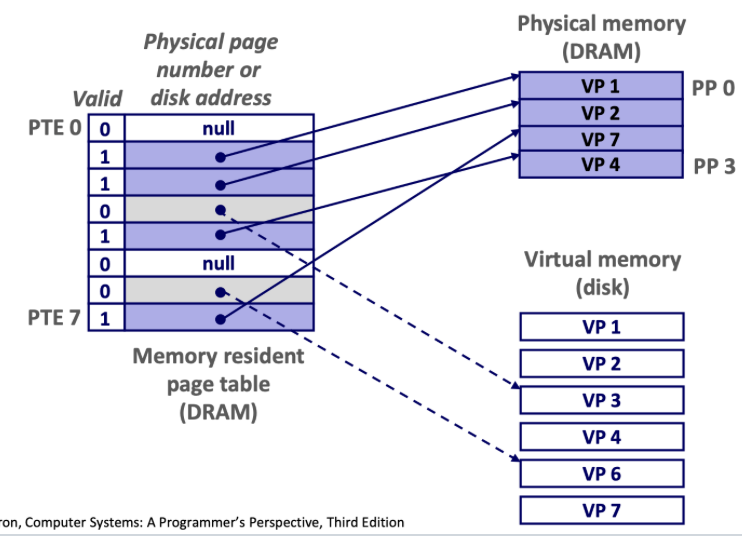 Physical page
number or
disk address
Valid
PTE 0 0 null
1
1
0
1
0 null
0
PTE 7 1
Memory resident
page table
(DRAM)
Physical memory
(DRAM)
VP 1 PP 0
VP 2
VP 7
VP 4 PP 3
Virtual memory
(disk)
VP 1
VP 2
VP 3
VP 4
VP 6
VP 7
ron, Computer Systems: A Programmer's Perspective, Third Edition